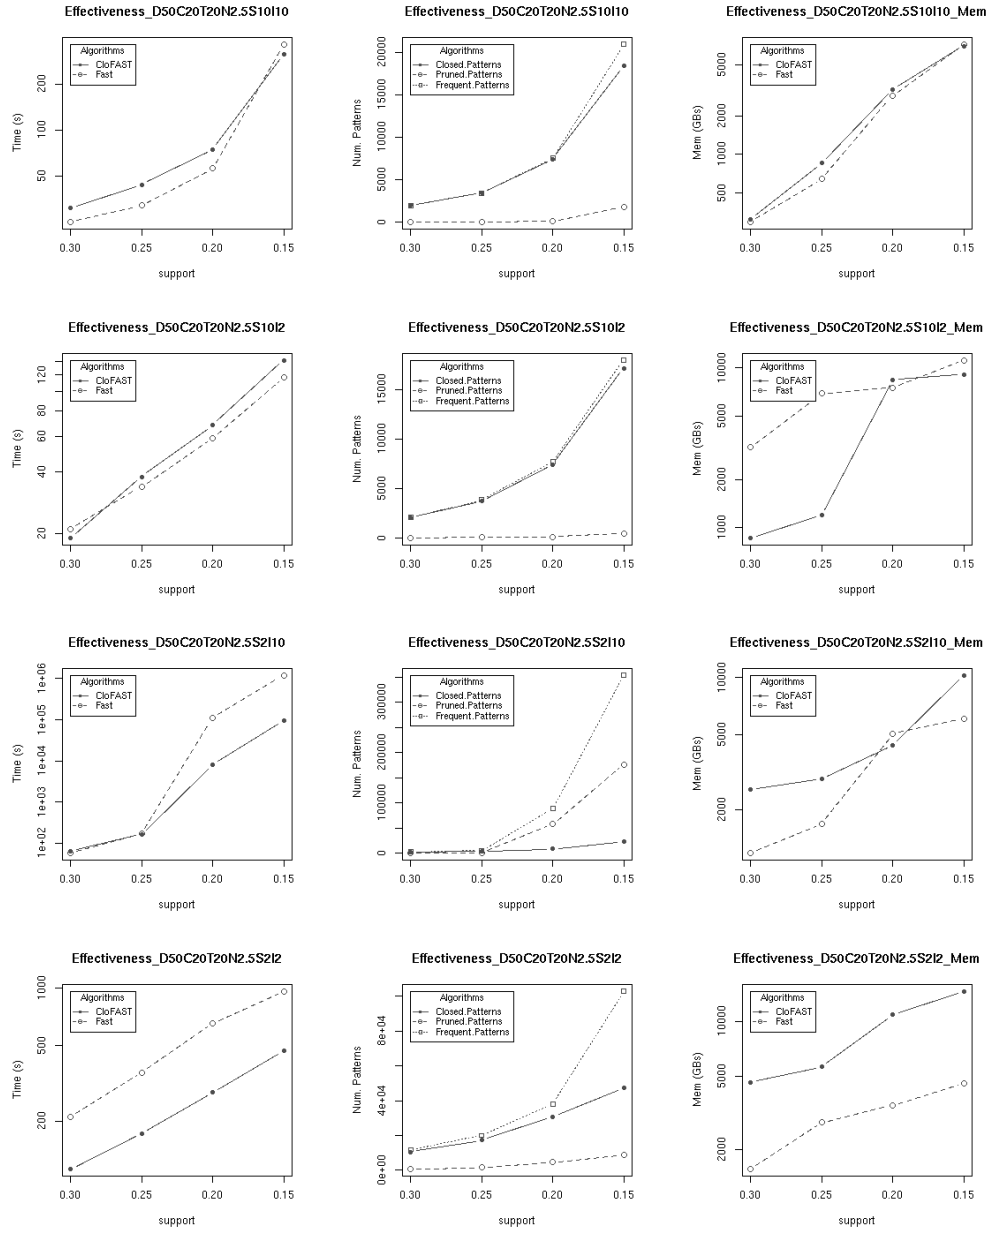 Effectiveness_D50C20T20N2.5S10I10
Time (s)
50 100 200
Algorithms
CloFAST
Fast
0.30 0.25 0.20 0.15
support
Effectiveness_D50C20T20N2.5S10I10
Num. Patterns
0 5000 10000 15000 20000
Algorithms
Closed.Patterns
Pruned.Patterns
Frequent.Patterns
0.30 0.25 0.20 0.15
support
Effectiveness_D50C20T20N2.5S10I10_Mem
Mem (GBs)
500 1000 2000 5000
Algorithms
CloFAST
Fast
0.30 0.25 0.20 0.15
support
Effectiveness_D50C20T20N2.5S10I2
Time (s)
20 40 60 80 120
Algorithms
CloFAST
Fast
0.30 0.25 0.20 0.15
support
Effectiveness_D50C20T20N2.5S10I2
Num. Patterns
0 5000 10000 15000
Algorithms
Closed.Patterns
Pruned.Patterns
Frequent.Patterns
0.30 0.25 0.20 0.15
support
Effectiveness_D50C20T20N2.5S10I2_Mem
Mem (GBs)
1000 2000 5000 10000
Algorithms
CloFAST
Fast
0.30 0.25 0.20 0.15
support
Effectiveness_D50C20T20N2.5S2I10
Time (s)
1e+02 1e+03 1e+04 1e+05 1e+06
Algorithms
CloFAST
Fast
0.30 0.25 0.20 0.15
support
Effectiveness_D50C20T20N2.5S2I10
Num. Patterns
0 100000 200000 300000
Algorithms
Closed.Patterns
Pruned.Patterns
Frequent.Patterns
0.30 0.25 0.20 0.15
support
Effectiveness_D50C20T20N2.5S2I10_Mem
Mem (GBs)
2000 5000 10000
Algorithms
CloFAST
Fast
0.30 0.25 0.20 0.15
support
Effectiveness_D50C20T20N2.5S2I2
Time (s)
200 500 1000
Algorithms
CloFAST
Fast
0.30 0.25 0.20 0.15
support
Effectiveness_D50C20T20N2.5S2I2
Num. Patterns
0e+00 4e+04 8e+04
Algorithms
Closed.Patterns
Pruned.Patterns
Frequent.Patterns
0.30 0.25 0.20 0.15
support
Effectiveness_D50C20T20N2.5S2I2_Mem
Mem (GBs)
2000 5000 10000
Algorithms
CloFAST
Fast
0.30 0.25 0.20 0.15
support